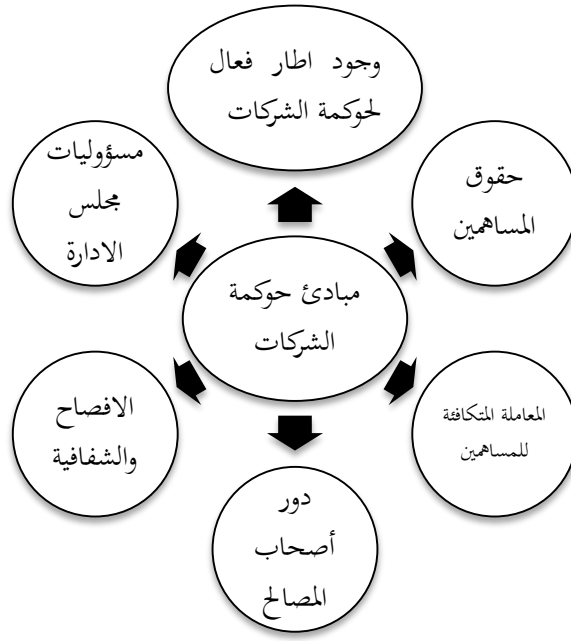 وجود اطار فعال
لحوكمة الشركات
حقوق
المساهمين
مسؤوليات
مجلس
الادارة
مبادئ حوكمة
الشركات
المعاملة المتكافئة
للمساهمين
الافصاح
والشفافية
دور
أصحاب
المصالح